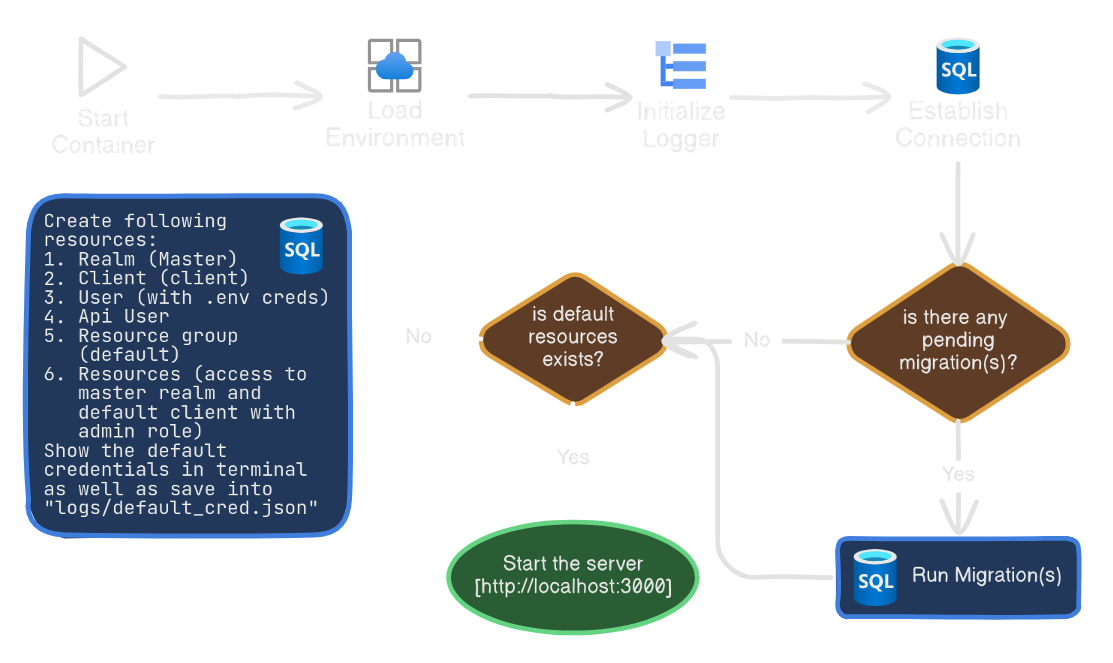 Start
Container
Load
Environment
Initialize
Logger
SQL
Establish
Connection
Create following
resources:
SQL
1. Realm (Master)
2. Client (client)
3. User (with .env creds)
4. Api User
5. Resource group
(default)
6. Resources (access to
master realm and
default client with
admin role)
Show the default
credentials in terminal
as well as save into
"logs/default_cred.json"
No
is default
resources
exists?
No
is there any
pending
migration(s)?
Yes
Yes
Start the server
[http://localhost:3000]
SQL
Run Migration(s)